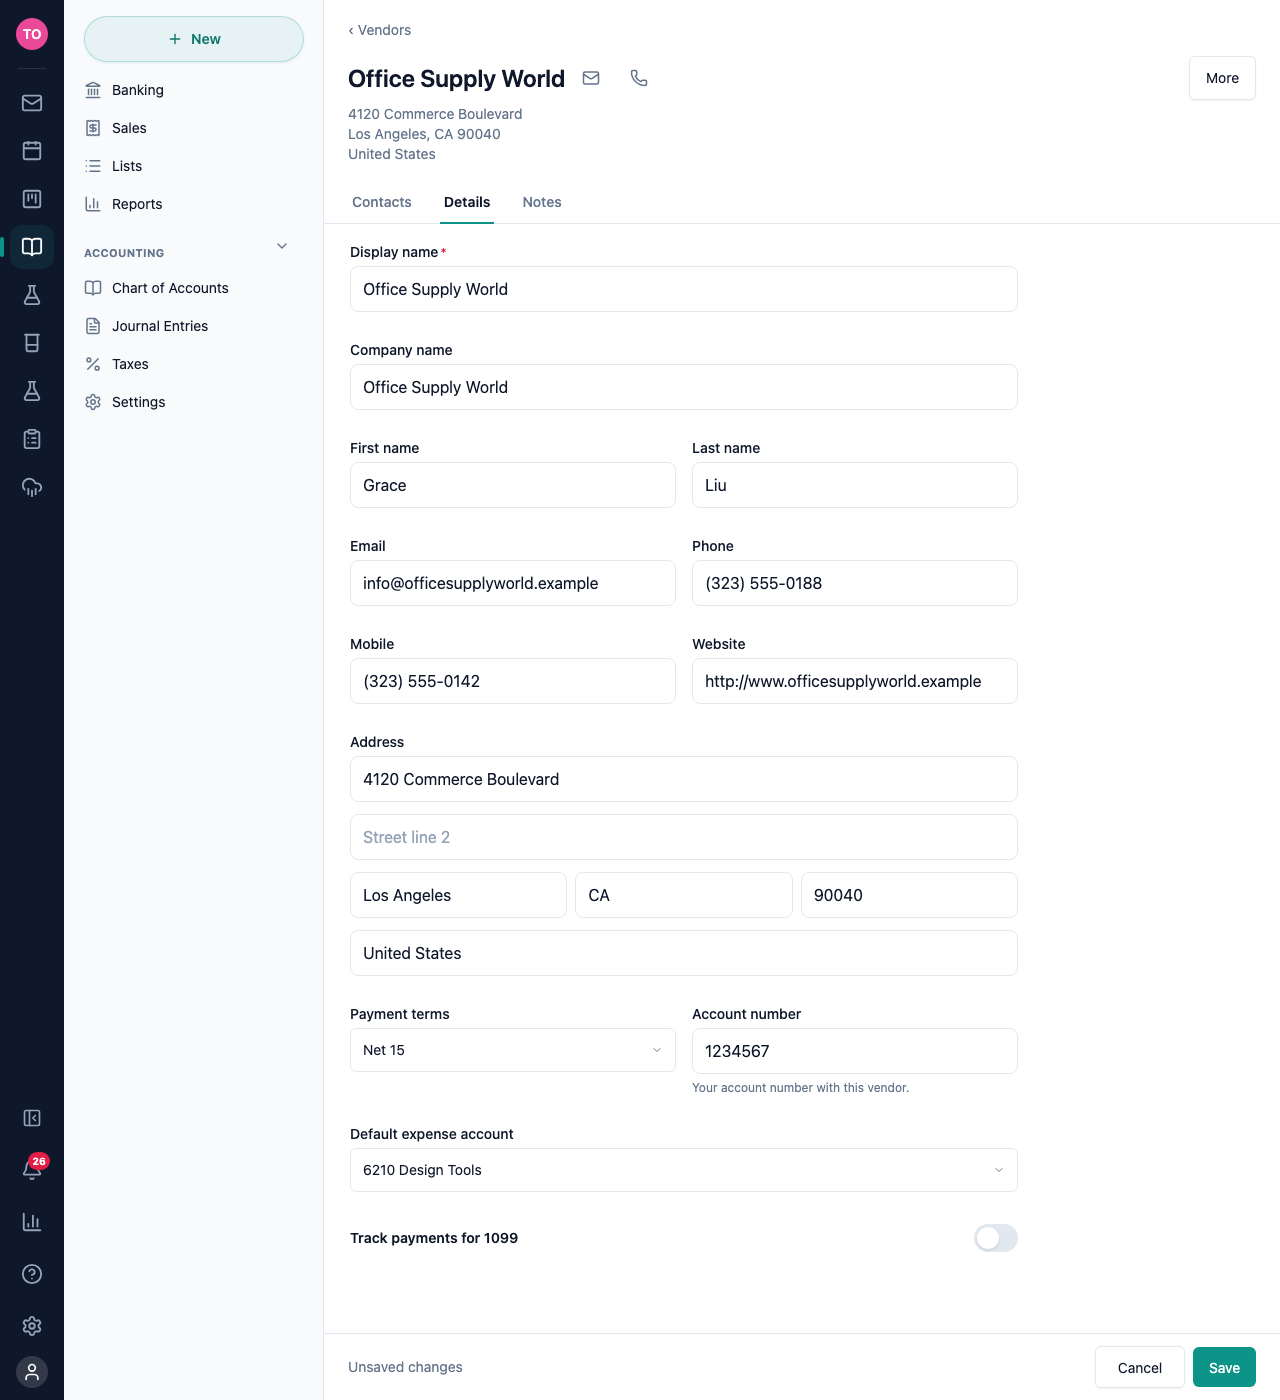 TO
+ New
Banking
Sales
Lists
Reports
ACCOUNTING
Chart of Accounts
Journal Entries
Taxes
Settings
26
‹ Vendors
Office Supply World
More
4120 Commerce Boulevard
Los Angeles, CA 90040
United States
Contacts Details Notes
Display name*
Office Supply World
Company name
Office Supply World
First name Last name
Grace Liu
Email Phone
info@officesupplyworld.example (323) 555-0188
Mobile Website
(323) 555-0142 http://www.officesupplyworld.example
Address
4120 Commerce Boulevard
Street line 2
Los Angeles CA 90040
United States
Payment terms Account number
Net 15 1234567
Your account number with this vendor.
Default expense account
6210 Design Tools
Track payments for 1099
Unsaved changes Cancel Save